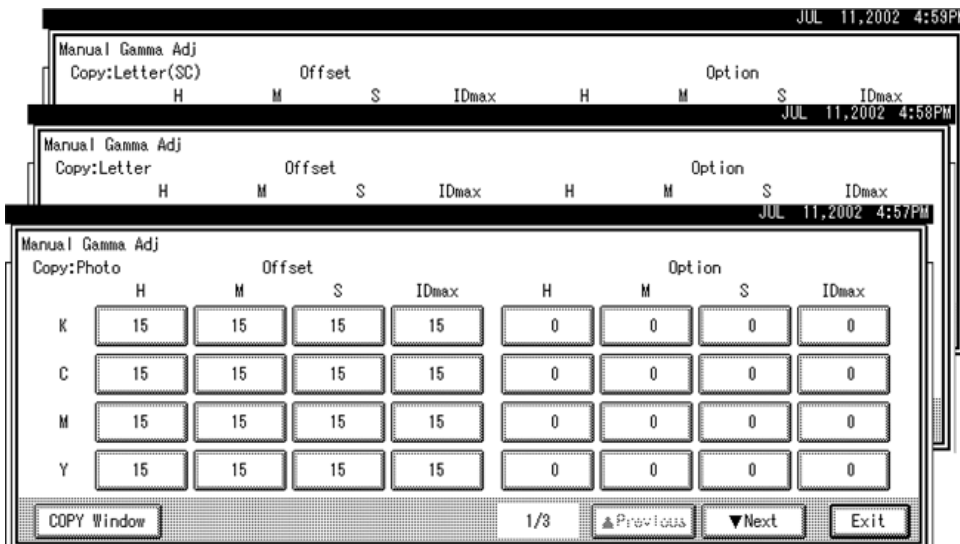 JUL 11,2002 4:59P
Manual Gamma Adj
Copy:Letter(SC) Offset Option
H M S IDmax H M S IDmax
JUL 11,2002 4:58PM
Manual Gamma Adj
Copy:Letter Offset Option
H M S IDmax H M S IDmax
JUL 11,2002 4:57PM
Manual Gamma Adj
Copy:Photo Offset Option
H M S IDmax H M S IDmax
K 15 15 15 15 0 0 0 0
C 15 15 15 15 0 0 0 0
M 15 15 15 15 0 0 0 0
Y 15 15 15 15 0 0 0 0
COPY Window 1/3 ▲Previous ▼Next Exit